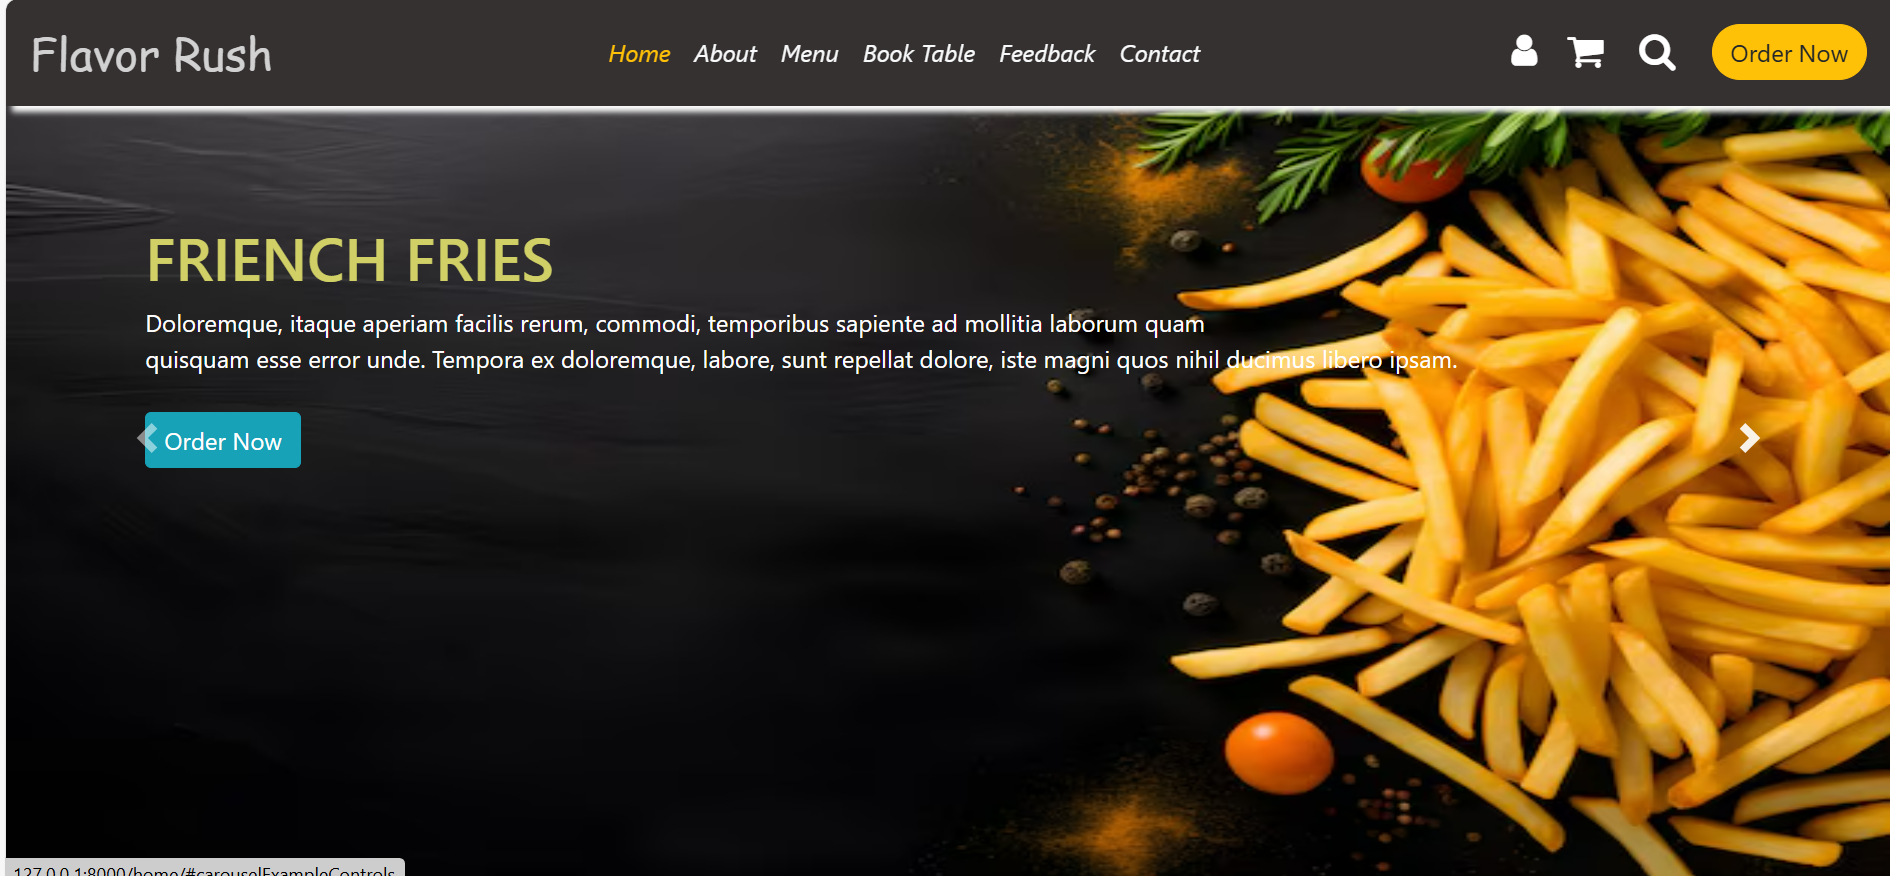 Flavor Rush
Home About Menu Book Table Feedback Contact
Order Now
FRIENCH FRIES
Doloremque, itaque aperiam facilis rerum, commodi, temporibus sapiente ad mollitia laborum quam
quisquam esse error unde. Tempora ex doloremque, labore, sunt repellat dolore, iste magni quos nihil ducimus libero ipsam.
Order Now
127.0.0.1:8000/home/#carouselExampleControls